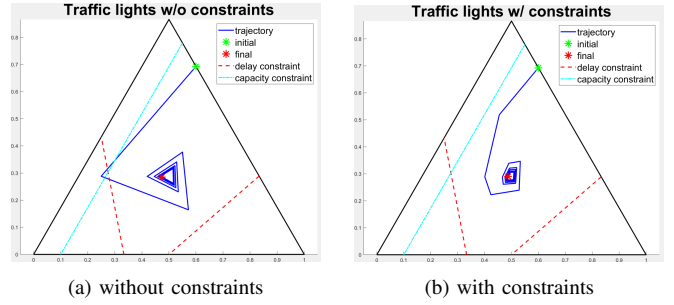 Traffic lights w/o constraints
trajectory
initial
final
delay constraint
capacity constraint
0.8
0.7
0.6
0.5
0.4
0.3
0.2
0.1
0
0 0.1 0.2 0.3 0.4 0.5 0.6 0.7 0.8 0.9 1
(a) without constraints
Traffic lights w/ constraints
trajectory
initial
final
delay constraint
capacity constraint
0.8
0.7
0.6
0.5
0.4
0.3
0.2
0.1
0
0 0.1 0.2 0.3 0.4 0.5 0.6 0.7 0.8 0.9 1
(b) with constraints